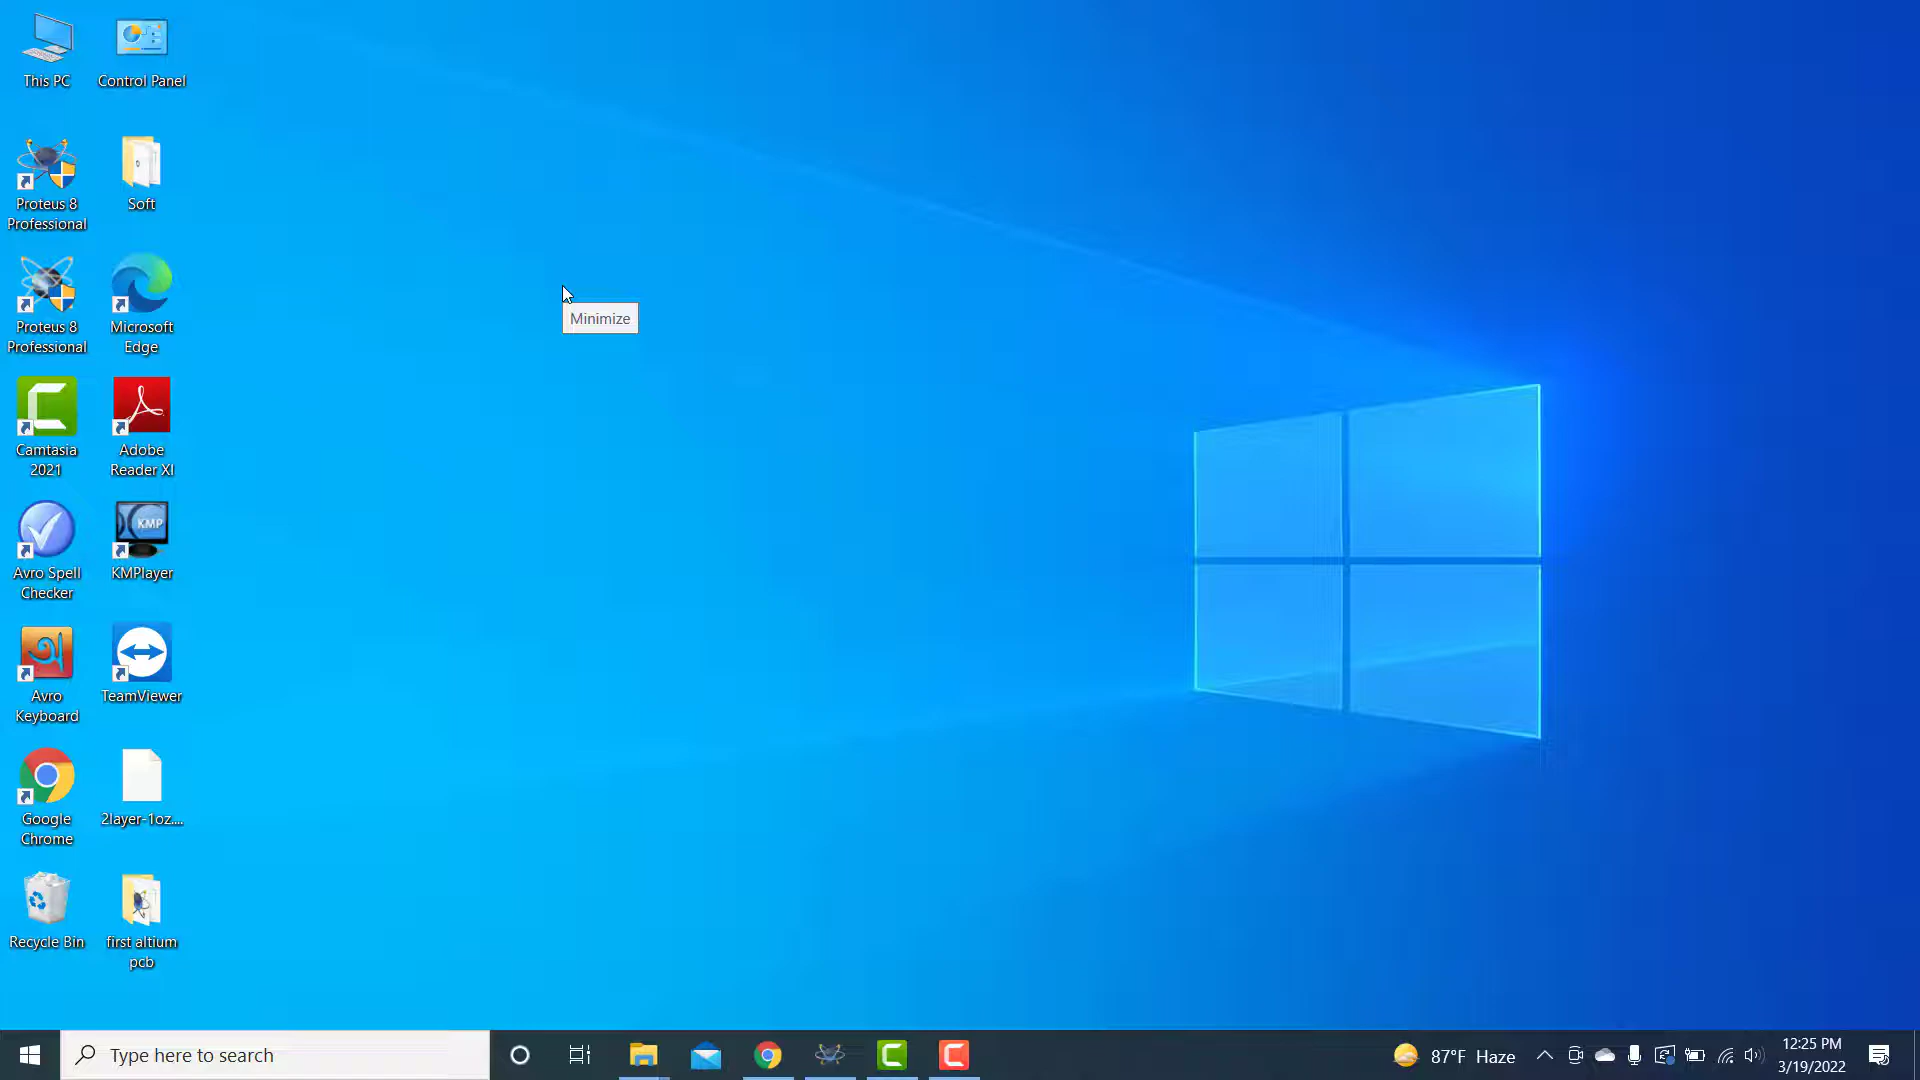 This PC
Control Panel
Proteus 8
Professional
Soft
Proteus 8
Professional
Microsoft
Edge
Minimize
Camtasia
2021
Adobe
Reader XI
Avro Spell
Checker
KMP
KMPlayer
অ
Avro
Keyboard
TeamViewer
Google
Chrome
2layer-1oz....
Recycle Bin
first altium
pcb
Type here to search
87°F Haze
12:25 PM
3/19/2022